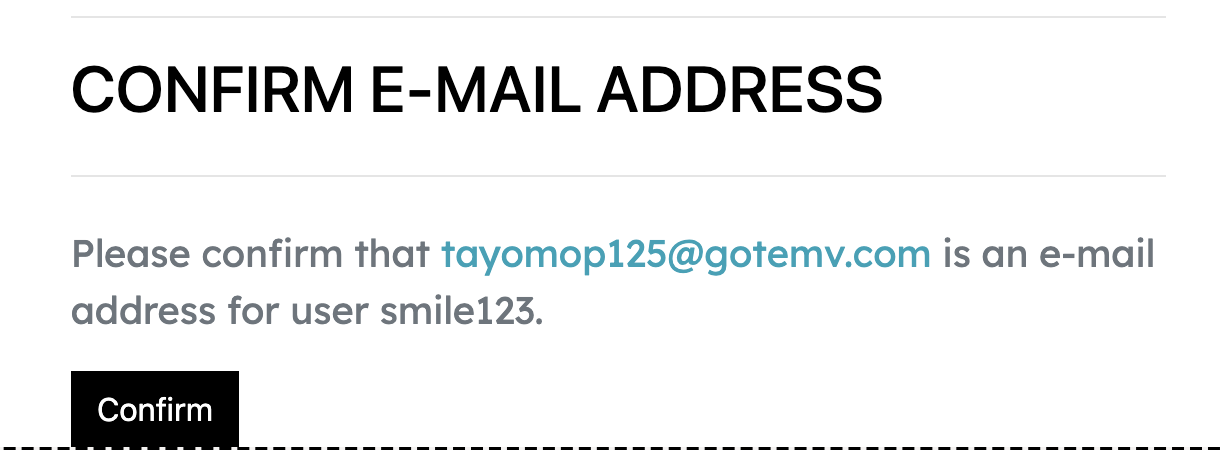 CONFIRM E-MAIL ADDRESS
Please confirm that tayomop125@gotemv.com is an e-mail
address for user smile123.
Confirm